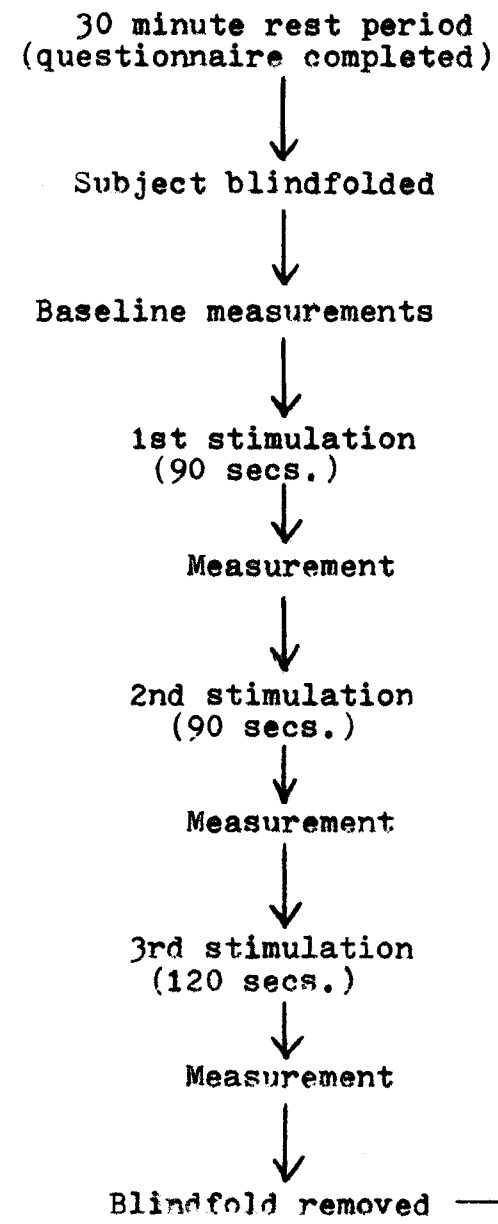 30 minute rest period
(questionnaire completed)
Subject blindfolded
Baseline measurements
1st stimulation
(90 secs.)
Measurement
2nd stimulation
(90 secs.)
Measurement
3rd stimulation
(120 secs.)
Measurement
Blindfold removed